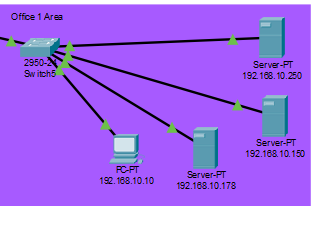 Office 1 Area
2950-24
Switch5
Server-PT
192.168.10.250
Server-PT
192.168.10.150
PC-PT
192.168.10.10
Server-PT
192.168.10.178